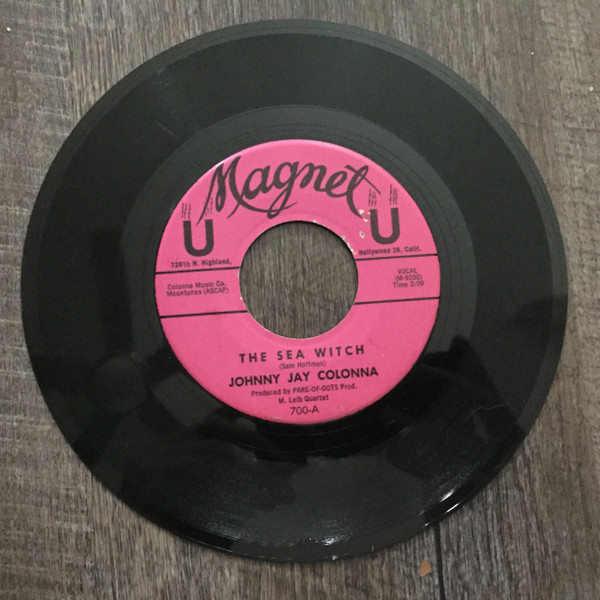 Magnet
U U
728½ N. Highland,
Hollywood 28, Calif.
Colonna Music Co.
Moontunes (ASCAP)
VOCAL
Time 2:09
THE SEA WITCH
(Sam Hoffman)
JOHNNY JAY COLONNA
Produced by PARE-OF-DOTS Prod.
M. Leib Quartet
700-A